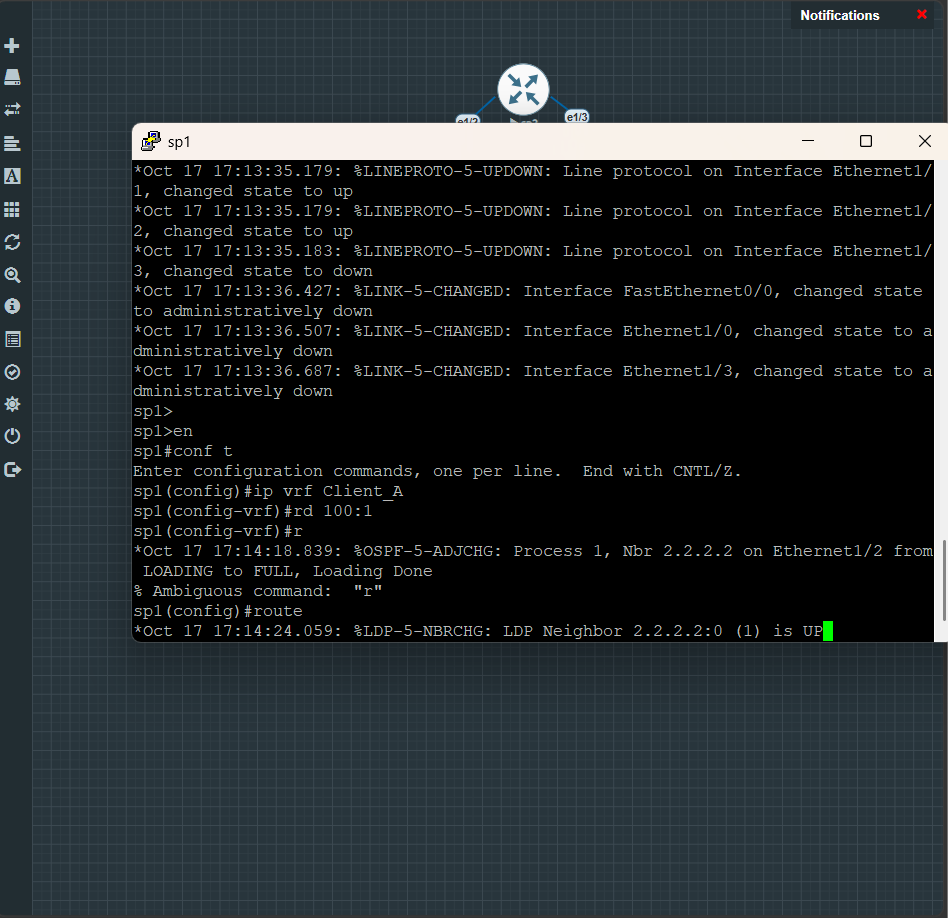 Notifications
e1/3
sp1
*Oct 17 17:13:35.179: %LINEPROTO-5-UPDOWN: Line protocol on Interface Ethernet1/
1, changed state to up
*Oct 17 17:13:35.179: %LINEPROTO-5-UPDOWN: Line protocol on Interface Ethernet1/
2, changed state to up
*Oct 17 17:13:35.183: %LINEPROTO-5-UPDOWN: Line protocol on Interface Ethernet1/
3, changed state to down
*Oct 17 17:13:36.427: %LINK-5-CHANGED: Interface FastEthernet0/0, changed state
to administratively down
*Oct 17 17:13:36.507: %LINK-5-CHANGED: Interface Ethernet1/0, changed state to a
dministratively down
*Oct 17 17:13:36.687: %LINK-5-CHANGED: Interface Ethernet1/3, changed state to a
dministratively down
sp1>
sp1>en
sp1#conf t
Enter configuration commands, one per line.  End with CNTL/Z.
sp1(config)#ip vrf Client_A
sp1(config-vrf)#rd 100:1
sp1(config-vrf)#r
*Oct 17 17:14:18.839: %OSPF-5-ADJCHG: Process 1, Nbr 2.2.2.2 on Ethernet1/2 from
 LOADING to FULL, Loading Done
% Ambiguous command:  "r"
sp1(config)#route
*Oct 17 17:14:24.059: %LDP-5-NBRCHG: LDP Neighbor 2.2.2.2:0 (1) is UP